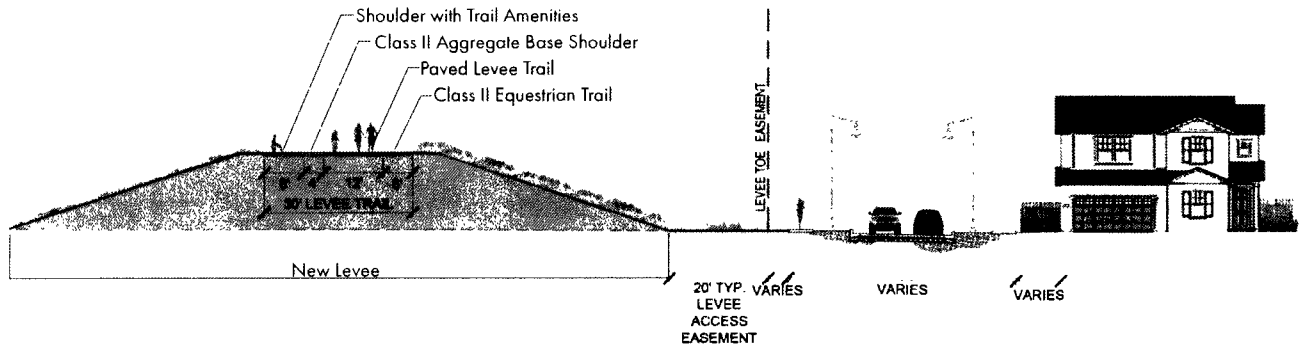 Shoulder with Trail Amenities
Class II Aggregate Base Shoulder
Paved Levee Trail
Class II Equestrian Trail
LEVEE TOE EASEMENT
4'
12'
30' LEVEE TRAIL
New Levee
20' TYP.
LEVEE
ACCESS
EASEMENT
VARIES
VARIES
VARIES